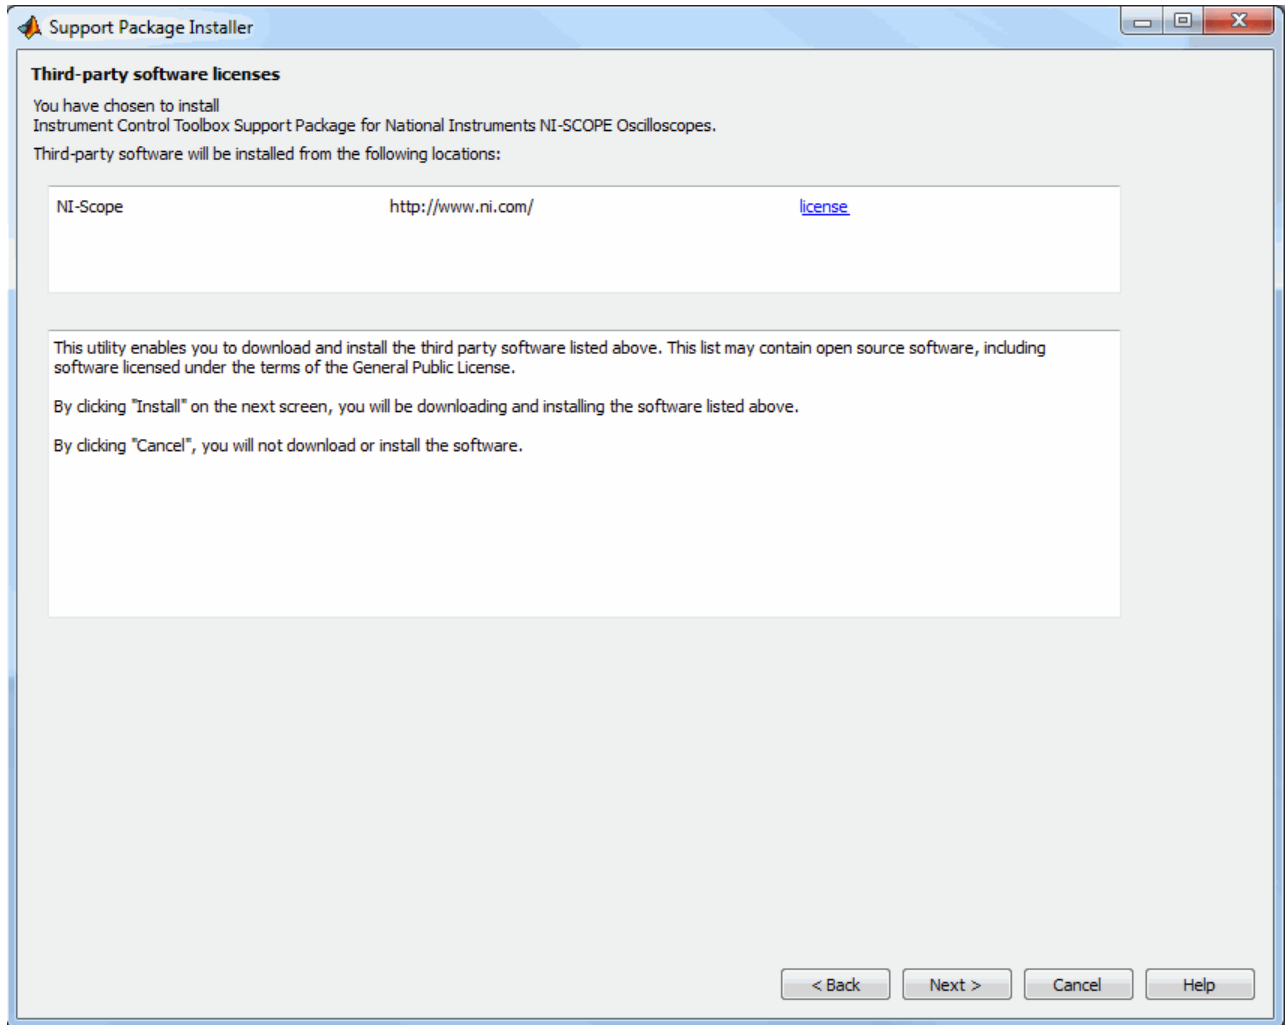 Support Package Installer
Third-party software licenses
You have chosen to install
Instrument Control Toolbox Support Package for National Instruments NI-SCOPE Oscilloscopes.
Third-party software will be installed from the following locations:
NI-Scope http://www.ni.com/ license
This utility enables you to download and install the third party software listed above. This list may contain open source software, including
software licensed under the terms of the General Public License.
By clicking "Install" on the next screen, you will be downloading and installing the software listed above.
By clicking "Cancel", you will not download or install the software.
< Back Next > Cancel Help